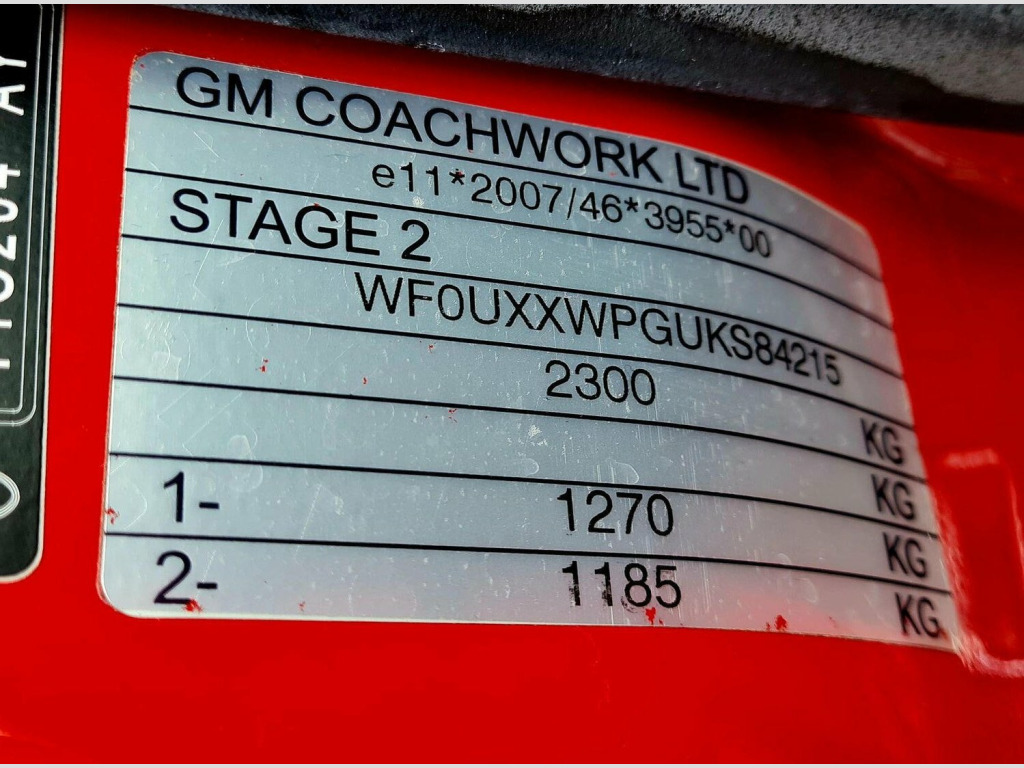 GM COACHWORK LTD
e11*2007/46*3955*00
STAGE 2
WF0UXXWPGUKS84215
2300 KG
KG
1- 1270 KG
2- 1185 KG